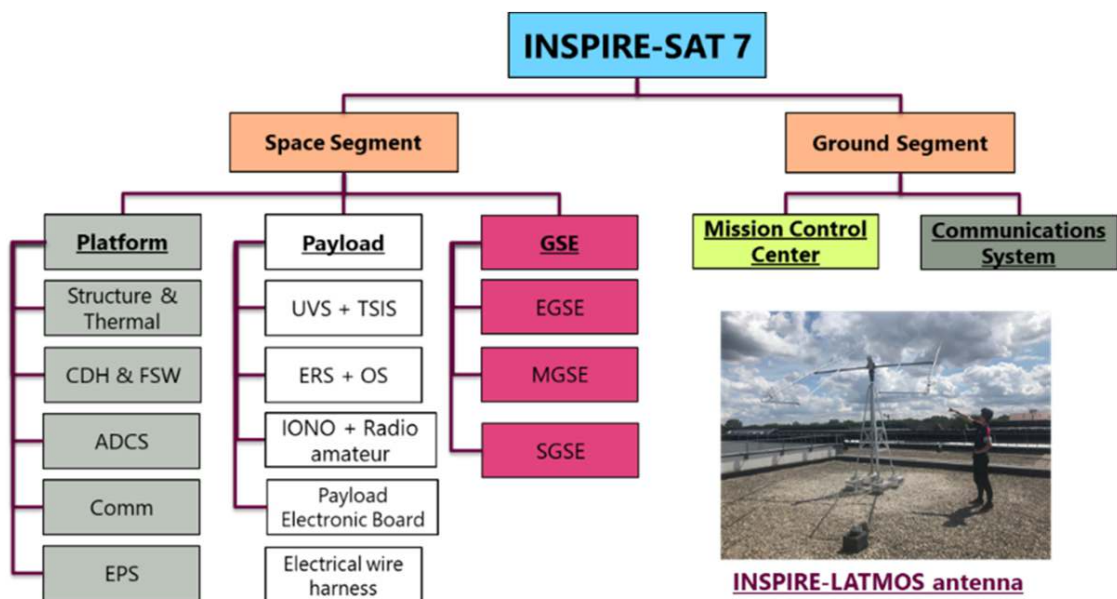 INSPIRE-SAT 7
Space Segment
Ground Segment
Platform
Structure &
Thermal
CDH & FSW
ADCS
Comm
EPS
Payload
UVS + TSIS
ERS + OS
IONO + Radio
amateur
Payload
Electronic Board
Electrical wire
harness
GSE
EGSE
MGSE
SGSE
Mission Control
Center
Communications
System
INSPIRE-LATMOS antenna